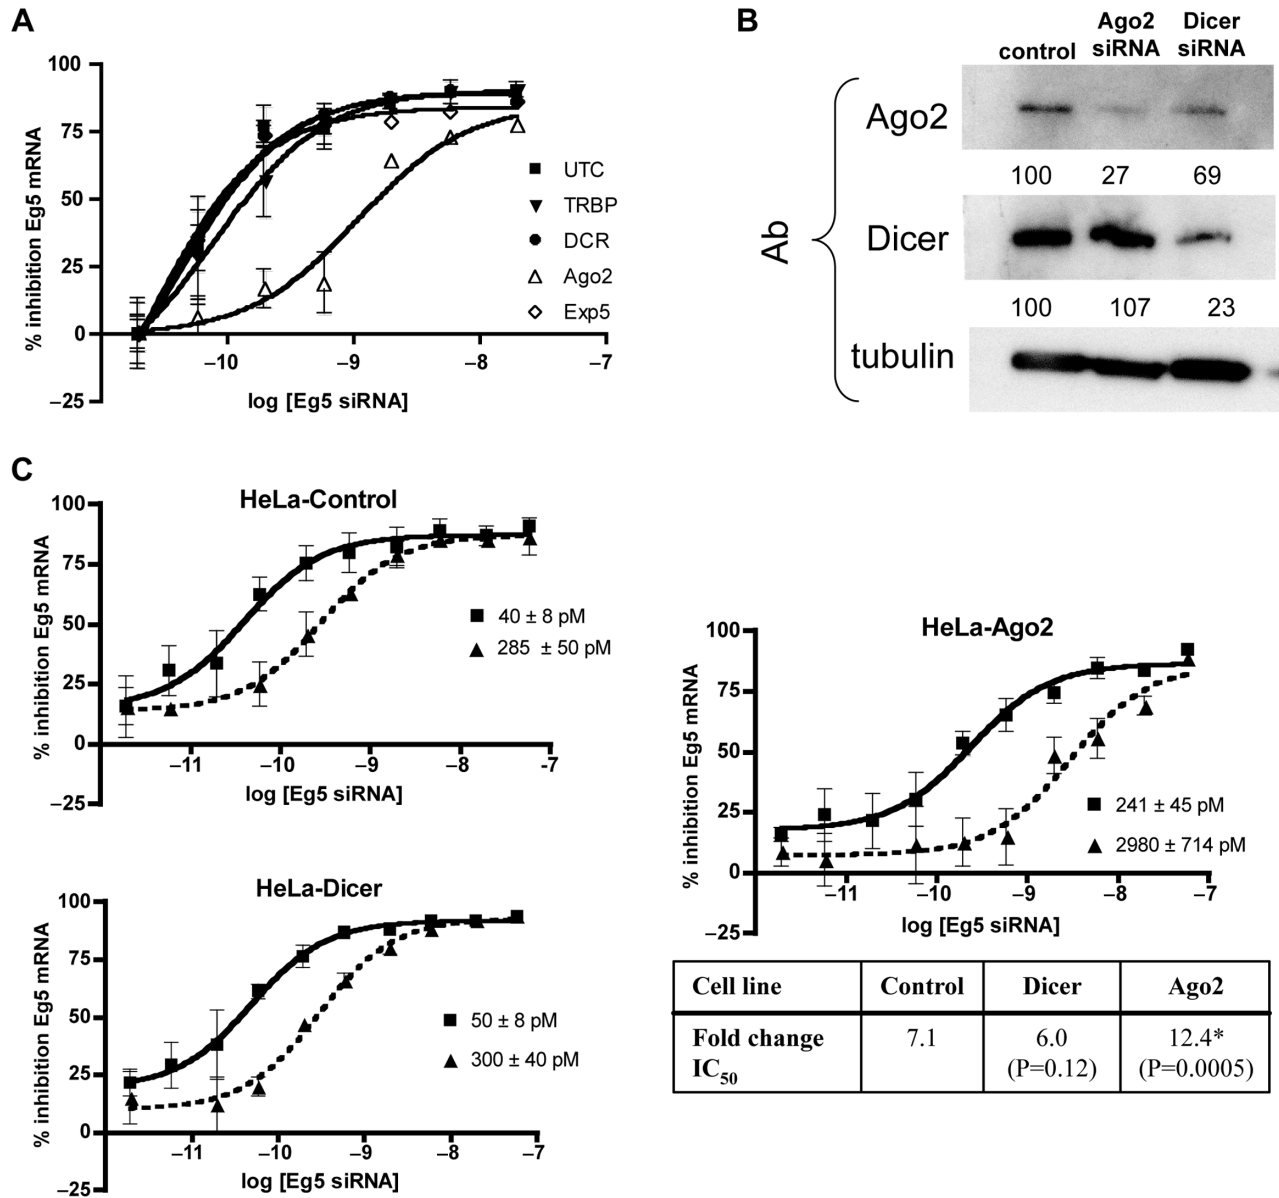 A
100
75
50
25
0
−25
% inhibition Eg5 mRNA
−10
−9
−8
−7
log [Eg5 siRNA]
UTC
TRBP
DCR
Ago2
Exp5
B
control
Ago2
siRNA
Dicer
siRNA
Ab
Ago2
100 27 69
Dicer
100 107 23
tubulin
C
HeLa-Control
100
75
50
25
0
−25
% inhibition Eg5 mRNA
−11
−10
−9
−8
-7
log [Eg5 siRNA]
40 ± 8 pM
285 ± 50 pM
HeLa-Dicer
100
75
50
25
0
−25
% inhibition Eg5 mRNA
−11
−10
−9
−8
−7
log [Eg5 siRNA]
50 ± 8 pM
300 ± 40 pM
HeLa-Ago2
100
75
50
25
0
−25
% inhibition Eg5 mRNA
−11
−10
−9
−8
−7
log [Eg5 siRNA]
241 ± 45 pM
2980 ± 714 pM
Cell line Control Dicer Ago2
Fold change 7.1 6.0 12.4*
IC50 (P=0.12) (P=0.0005)